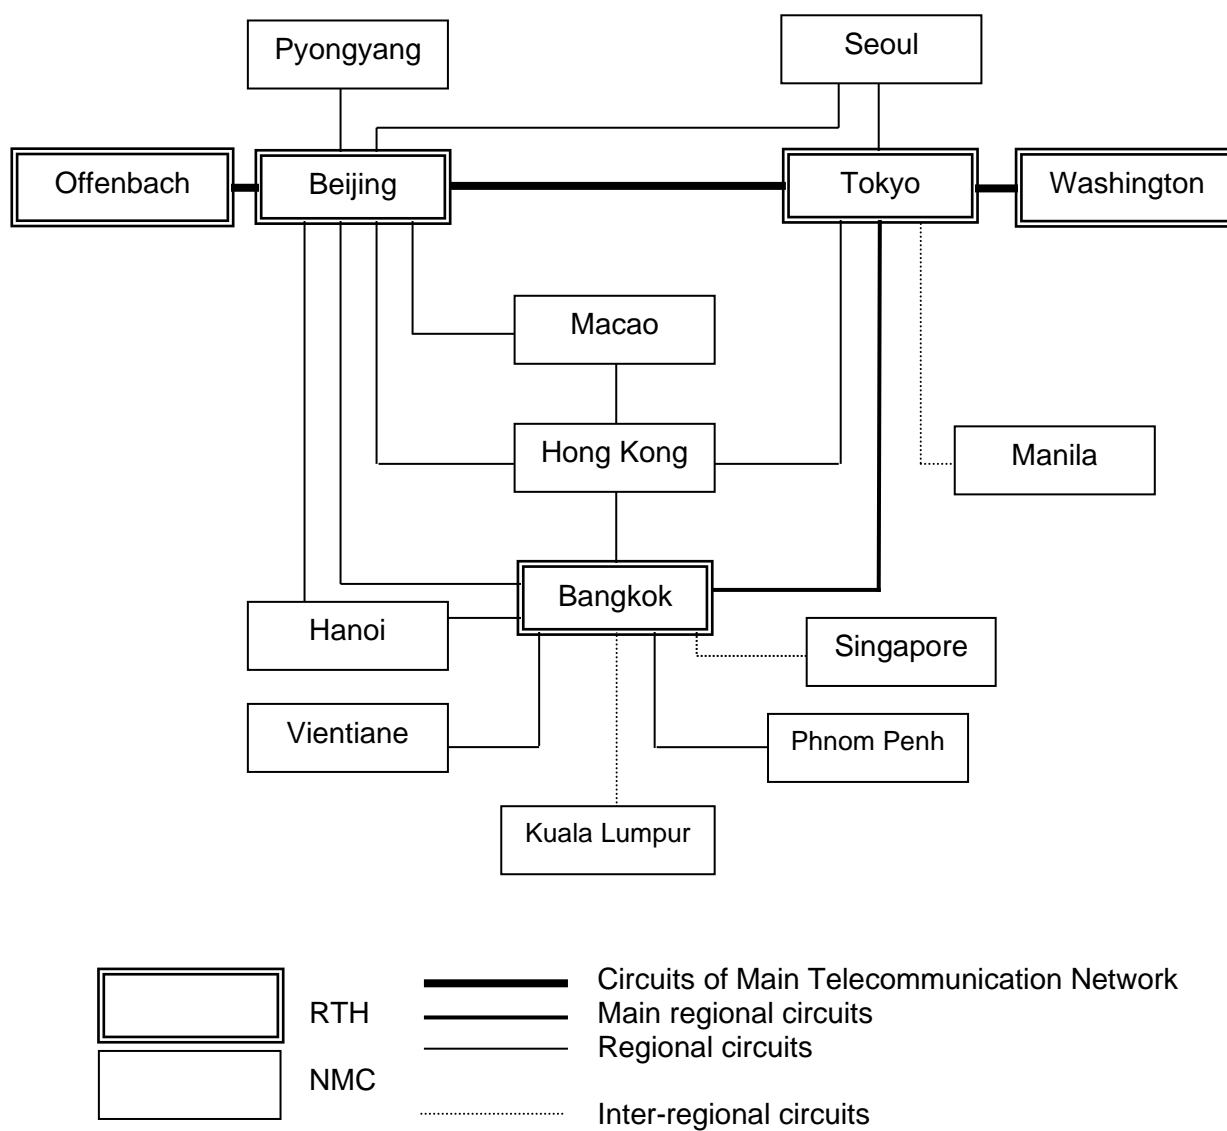 Pyongyang
Seoul
Offenbach
Beijing
Tokyo
Washington
Macao
Hong Kong
Manila
Bangkok
Hanoi
Singapore
Vientiane
Phnom Penh
Kuala Lumpur
RTH
NMC
Circuits of Main Telecommunication Network
Main regional circuits
Regional circuits
Inter-regional circuits